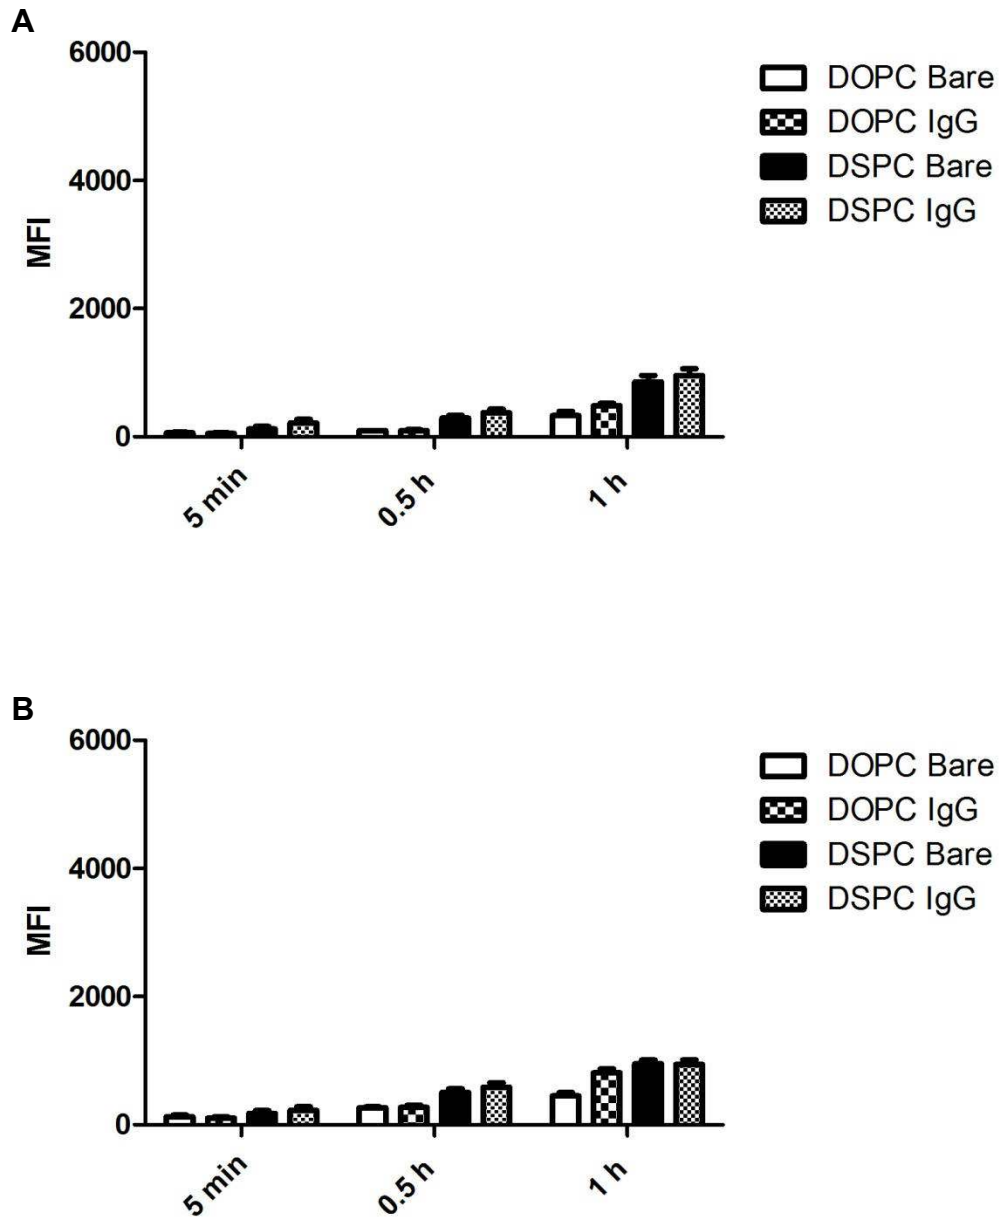 A
6000
4000
2000
0
MFI
5 min
0.5 h
1 h
DOPC Bare
DOPC IgG
DSPC Bare
DSPC IgG
B
6000
4000
2000
0
MFI
5 min
0.5 h
1 h
DOPC Bare
DOPC IgG
DSPC Bare
DSPC IgG